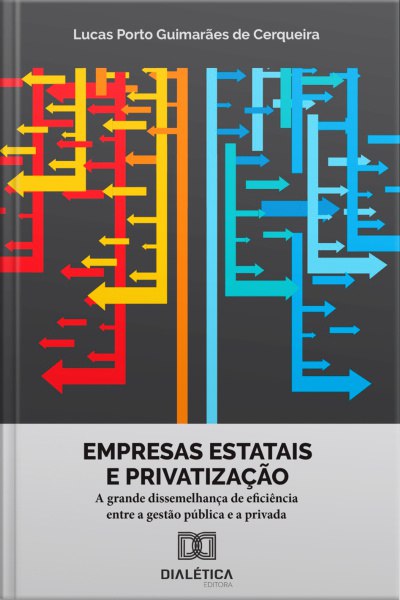 Lucas Porto Guimarães de Cerqueira
EMPRESAS ESTATAIS
E PRIVATIZAÇÃO
A grande dissemelhança de eficiência
entre a gestão pública e a privada
DIALÉTICA
EDITORA